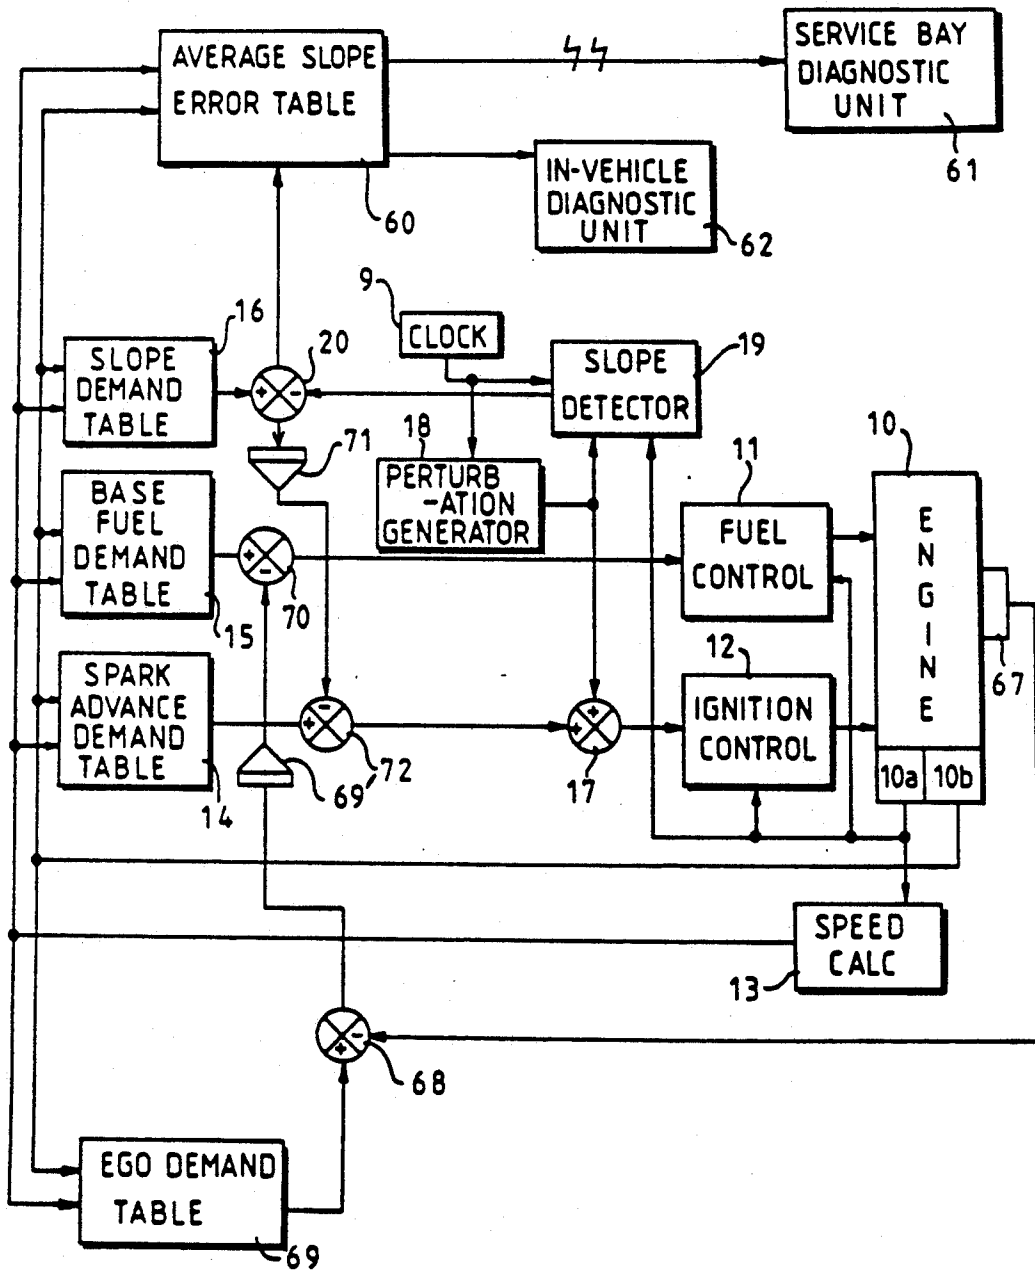 AVERAGE SLOPE
ERROR TABLE
60
SERVICE BAY
DIAGNOSTIC
UNIT
61
IN-VEHICLE
DIAGNOSTIC
UNIT
62
9
CLOCK
16
SLOPE
DEMAND
TABLE
20
+ -
SLOPE
DETECTOR
19
71
18
PERTURB
-ATION
GENERATOR
BASE
FUEL
DEMAND
TABLE
15
+
-
70
11
FUEL
CONTROL
10
ENGINE
67
SPARK
ADVANCE
DEMAND
TABLE
14
-
+
72
69
+
+
17
12
IGNITION
CONTROL
10a
10b
SPEED
CALC
13
-
+
68
EGO DEMAND
TABLE
69